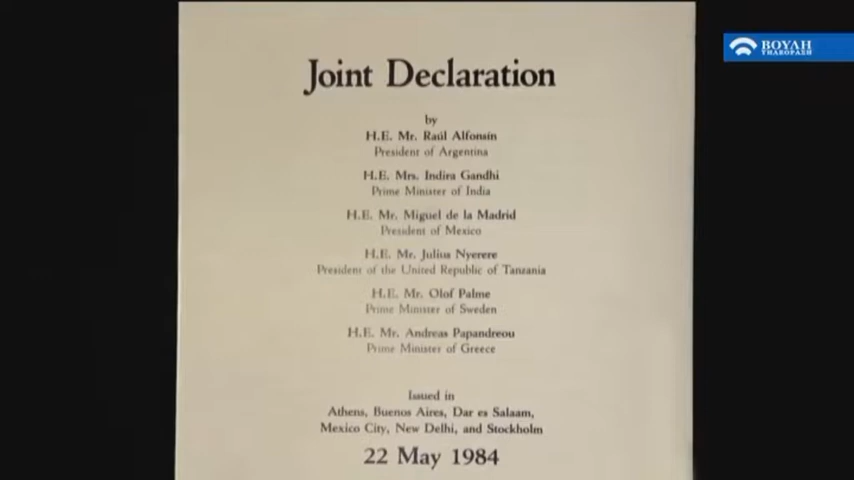 ΒΟΥΛΗ
ΤΗΛΕΟΡΑΣΗ
Joint Declaration
by
H.E. Mr. Raúl Alfonsín
President of Argentina
H.E. Mrs. Indira Gandhi
Prime Minister of India
H.E. Mr. Miguel de la Madrid
President of Mexico
H.E. Mr. Julius Nyerere
President of the United Republic of Tanzania
H.E. Mr. Olof Palme
Prime Minister of Sweden
H.E. Mr. Andreas Papandreou
Prime Minister of Greece
Issued in
Athens, Buenos Aires, Dar es Salaam,
Mexico City, New Delhi, and Stockholm
22 May 1984